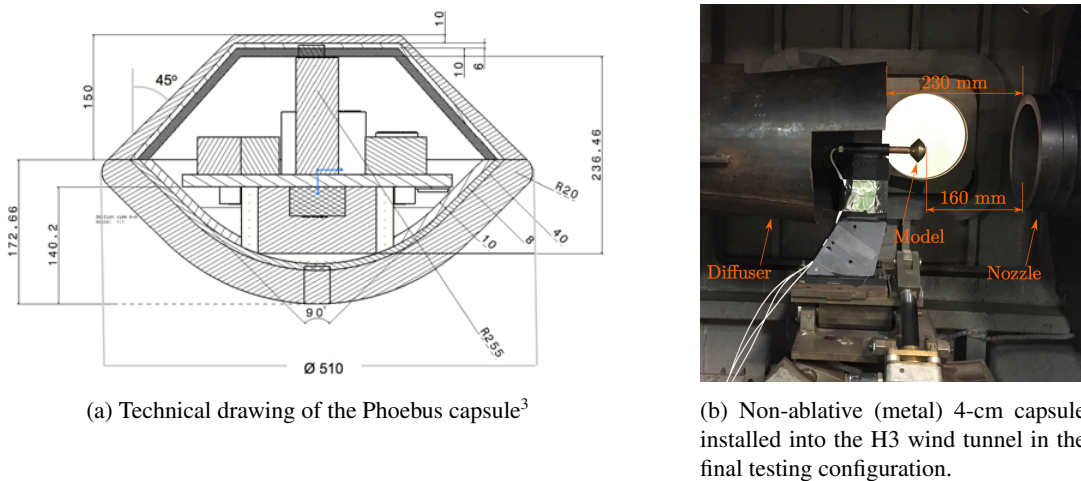 10
10
6
45º
150
236.46
172.66
140.2
R20
40
8
10
90°
R255
Ø 510
230 mm
160 mm
Model
Diffuser
Nozzle
(a) Technical drawing of the Phoebus capsule3
(b) Non-ablative (metal) 4-cm capsule
installed into the H3 wind tunnel in the
final testing configuration.